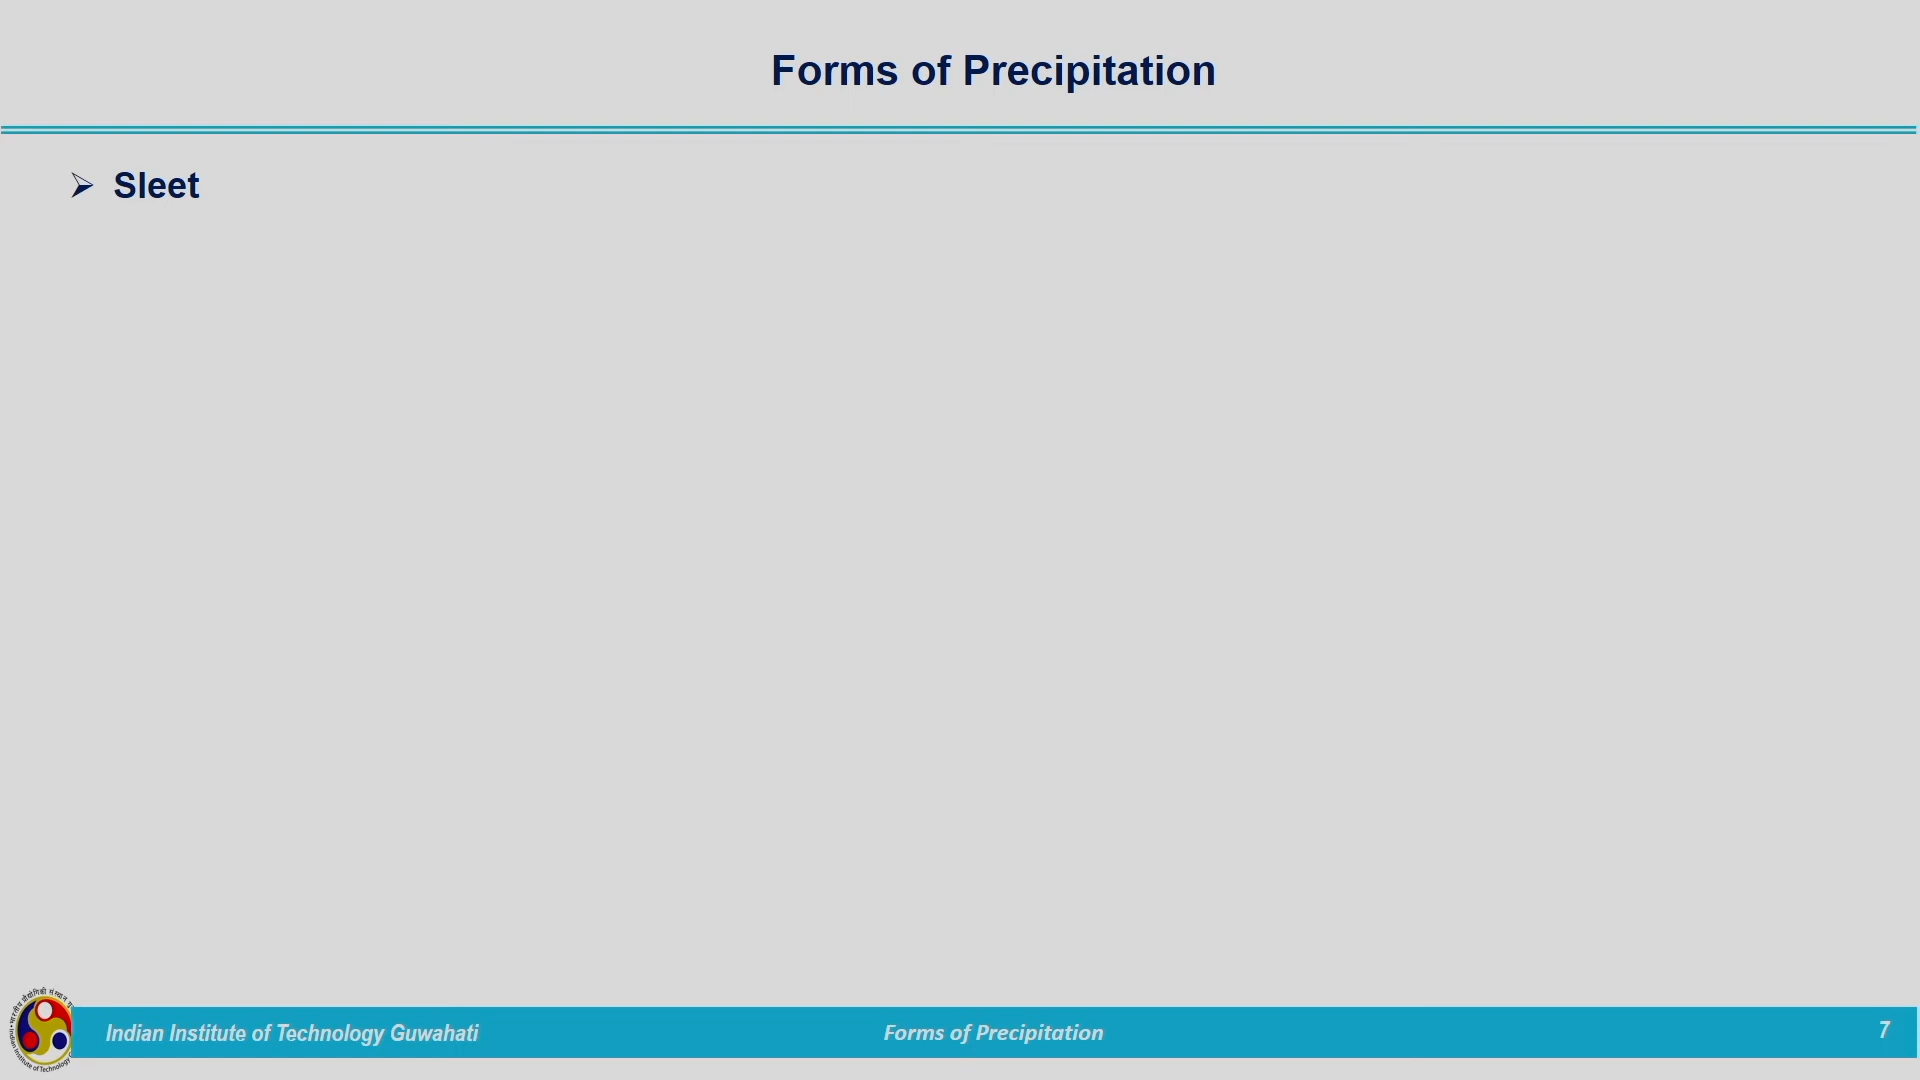 Forms of Precipitation
➢ Sleet
Indian Institute of Technology Guwahati
Forms of Precipitation
7